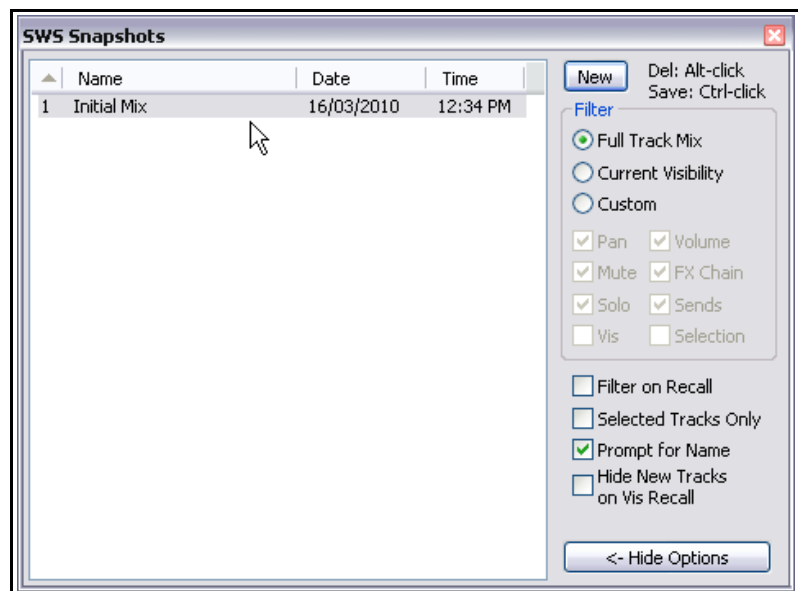 SWS Snapshots
Name Date Time
1 Initial Mix 16/03/2010 12:34 PM
New
Del: Alt-click
Save: Ctrl-click
Filter
Full Track Mix
Current Visibility
Custom
Pan Volume
Mute FX Chain
Solo Sends
Vis Selection
Filter on Recall
Selected Tracks Only
Prompt for Name
Hide New Tracks
on Vis Recall
<- Hide Options